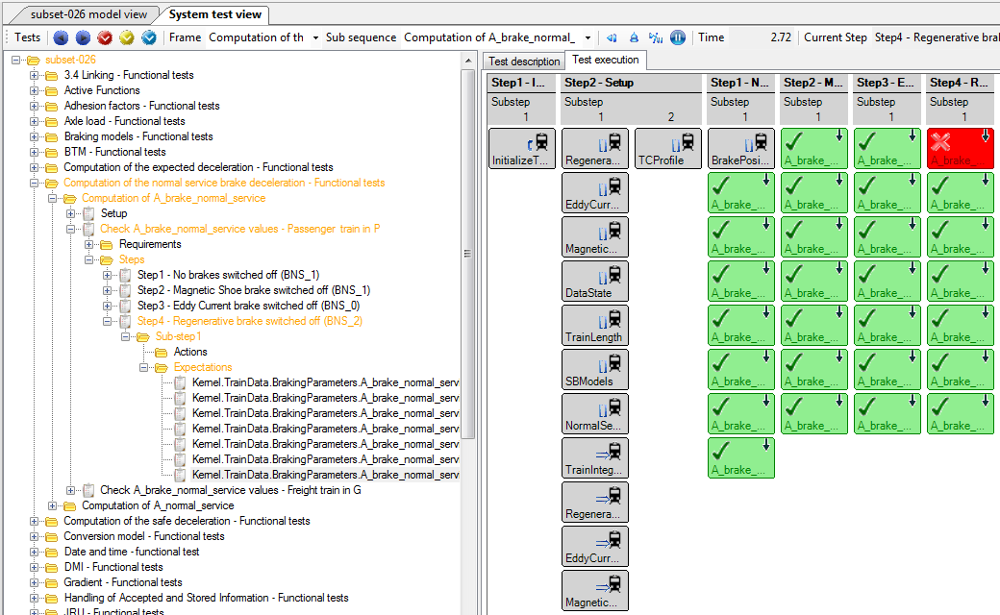 subset-026 model view System test view
Tests Frame Computation of th Sub sequence Computation of A_brake_normal_ Time 2.72 Current Step Step4 - Regenerative bral
subset-026
3.4 Linking - Functional tests
Active Functions
Adhesion factors - Functional tests
Axle load - Functional tests
Braking models - Functional tests
BTM - Functional tests
Computation of the expected deceleration - Functional tests
Computation of the normal service brake deceleration - Functional tests
Computation of A_brake_normal_service
Setup
Check A_brake_normal_service values - Passenger train in P
Requirements
Steps
Step1 - No brakes switched off (BNS_1)
Step2 - Magnetic Shoe brake switched off (BNS_1)
Step3 - Eddy Current brake switched off (BNS_0)
Step4 - Regenerative brake switched off (BNS_2)
Sub-step1
Actions
Expectations
Kernel.TrainData.BrakingParameters.A_brake_normal_serv
Kernel.TrainData.BrakingParameters.A_brake_normal_serv
Kernel.TrainData.BrakingParameters.A_brake_normal_serv
Kernel.TrainData.BrakingParameters.A_brake_normal_serv
Kernel.TrainData.BrakingParameters.A_brake_normal_serv
Kernel.TrainData.BrakingParameters.A_brake_normal_serv
Kernel.TrainData.BrakingParameters.A_brake_normal_serv
Check A_brake_normal_service values - Freight train in G
Computation of A_normal_service
Computation of the safe deceleration - Functional tests
Conversion model - Functional tests
Date and time - functional test
DMI - Functional tests
Gradient - Functional tests
Handling of Accepted and Stored Information - Functional tests
JRU - Functional tests
Test description Test execution
Step1 - I... Step2 - Setup Step1 - N... Step2 - M... Step3 - E... Step4 - R...
Substep Substep Substep Substep Substep Substep
1 1 2 1 1 1 1
InitializeT... Regenera... TCProfile BrakePosi... A_brake_... A_brake_... A_brake_...
EddyCurr... A_brake_... A_brake_... A_brake_... A_brake_...
Magnetic... A_brake_... A_brake_... A_brake_... A_brake_...
DataState A_brake_... A_brake_... A_brake_... A_brake_...
TrainLength A_brake_... A_brake_... A_brake_... A_brake_...
SBModels A_brake_... A_brake_... A_brake_... A_brake_...
NormalSe... A_brake_... A_brake_... A_brake_... A_brake_...
TrainInteg... A_brake_...
Regenera...
EddyCurr...
Magnetic...